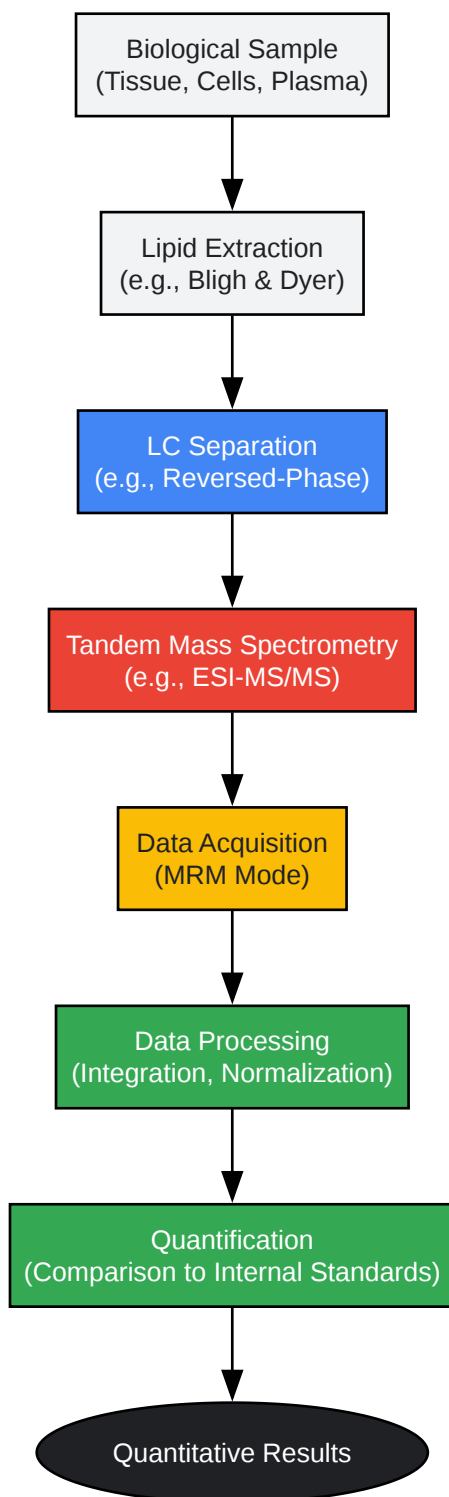 Biological Sample
(Tissue, Cells, Plasma)
Lipid Extraction
(e.g., Bligh & Dyer)
LC Separation
(e.g., Reversed-Phase)
Tandem Mass Spectrometry
(e.g., ESI-MS/MS)
Data Acquisition
(MRM Mode)
Data Processing
(Integration, Normalization)
Quantification
(Comparison to Internal Standards)
Quantitative Results